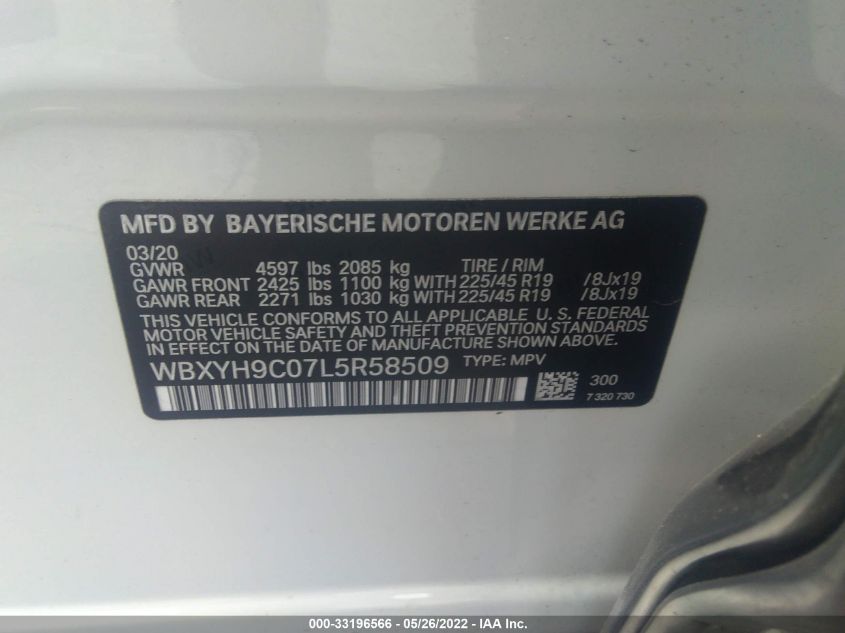 MFD BY BAYERISCHE MOTOREN WERKE AG
03/20
GVWR 4597 lbs 2085 kg TIRE / RIM
GAWR FRONT 2425 lbs 1100 kg WITH 225/45 R19 /8Jx19
GAWR REAR 2271 lbs 1030 kg WITH 225/45 R19 /8Jx19
THIS VEHICLE CONFORMS TO ALL APPLICABLE U. S. FEDERAL
MOTOR VEHICLE SAFETY AND THEFT PREVENTION STANDARDS
IN EFFECT ON THE DATE OF MANUFACTURE SHOWN ABOVE.
WBXYH9C07L5R58509 TYPE: MPV
300
7 320 730
000-33196566 - 05/26/2022 - IAA Inc.